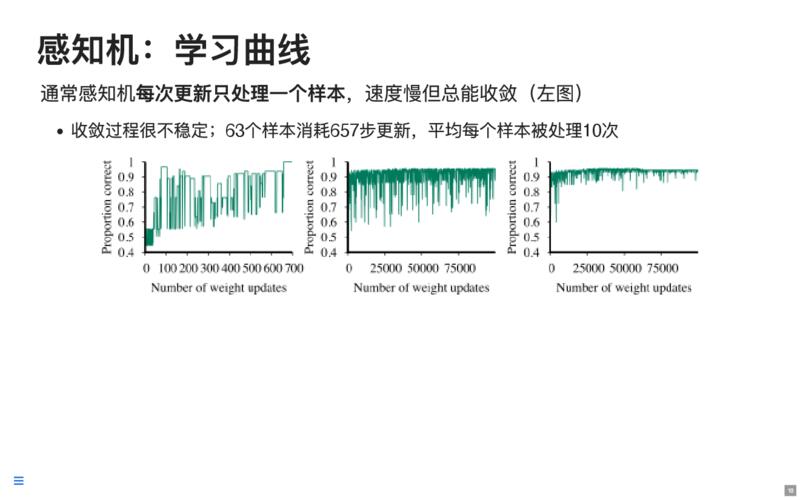 感知机：学习曲线
通常感知机每次更新只处理一个样本，速度慢但总能收敛（左图）
• 收敛过程很不稳定；63个样本消耗657步更新，平均每个样本被处理10次
Proportion correct
1
0.9
0.8
0.7
0.6
0.5
0.4
0 100 200 300 400 500 600 700
Number of weight updates
Proportion correct
1
0.9
0.8
0.7
0.6
0.5
0.4
0 25000 50000 75000
Number of weight updates
Proportion correct
1
0.9
0.8
0.7
0.6
0.5
0.4
0 25000 50000 75000
Number of weight updates